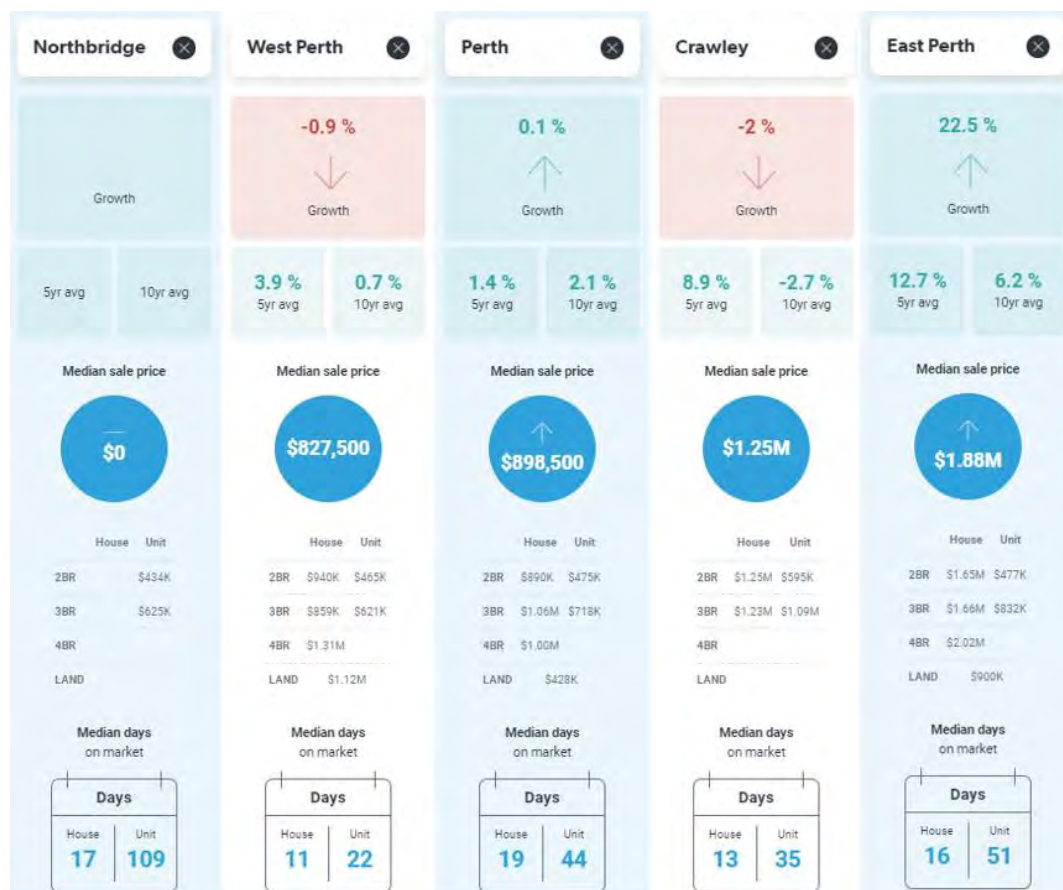 Northbridge West Perth Perth Crawley East Perth
-0.9 % 0.1 % -2 % 22.5 %
Growth Growth Growth Growth Growth
3.9 % 0.7 % 1.4 % 2.1 % 8.9 % -2.7 % 12.7 % 6.2 %
5yr avg 10yr avg 5yr avg 10yr avg 5yr avg 10yr avg 5yr avg 10yr avg 5yr avg 10yr avg
Median sale price Median sale price Median sale price Median sale price Median sale price
$0 $827,500 $898,500 $1.25M $1.88M
House Unit House Unit House Unit House Unit House Unit
2BR $434K 2BR $940K $465K 2BR $890K $475K 2BR $1.25M $595K 2BR $1.65M $477K
3BR $625K 3BR $859K $621K 3BR $1.06M $718K 3BR $1.23M $1.09M 3BR $1.66M $832K
4BR 4BR $1.31M 4BR $1.00M 4BR 4BR $2.02M
LAND LAND $1.12M LAND $428K LAND LAND $900K
Median days Median days Median days Median days Median days
on market on market on market on market on market
Days Days Days Days Days
House Unit House Unit House Unit House Unit House Unit
17 109 11 22 19 44 13 35 16 51